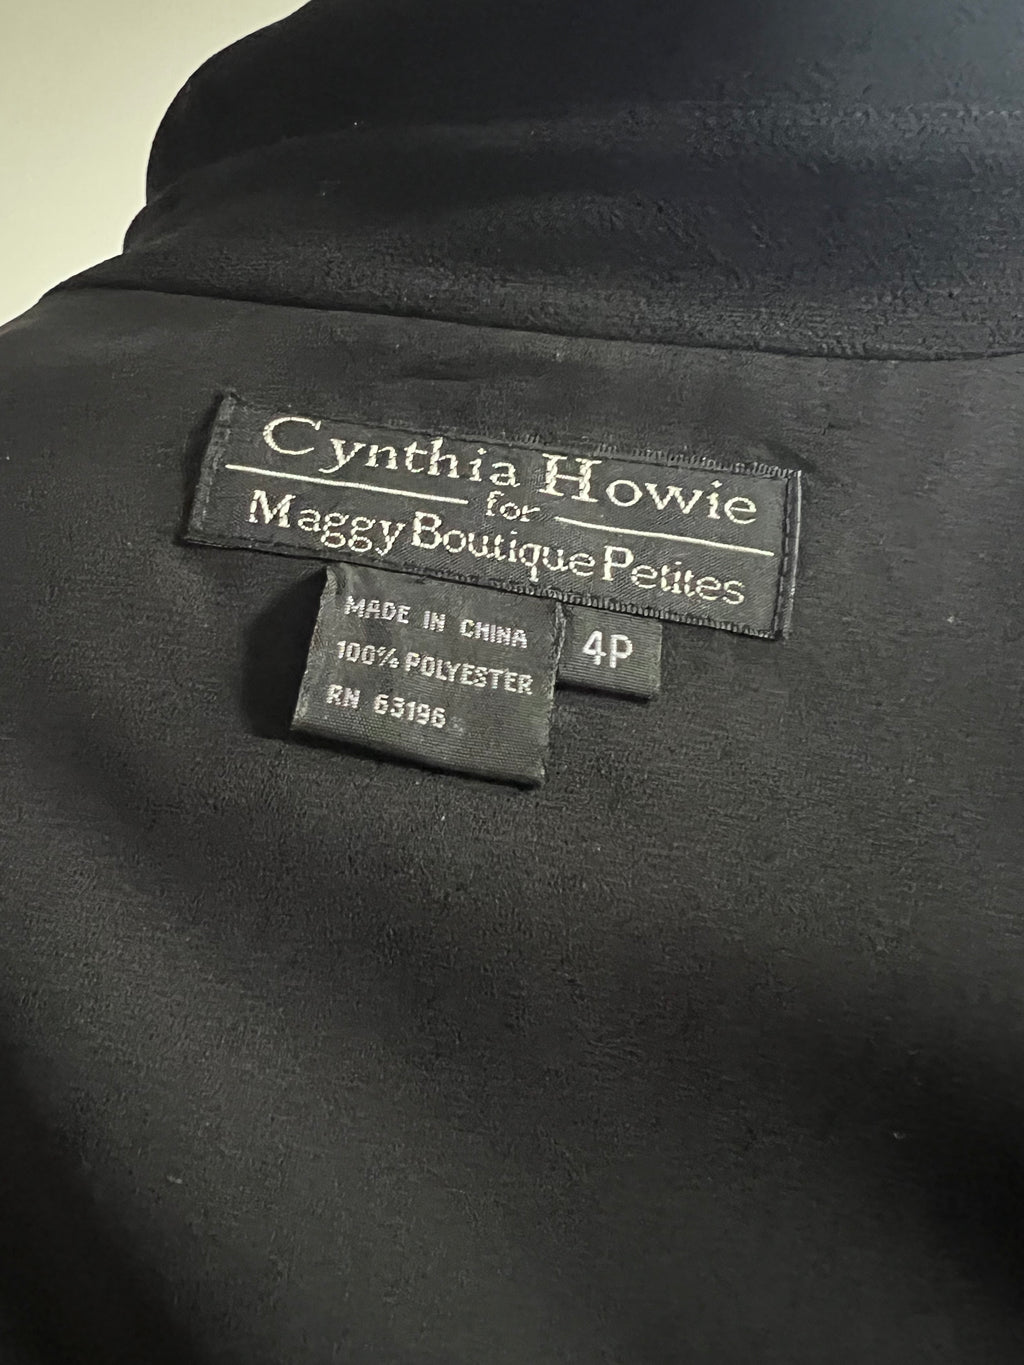 Cynthia Howie
for
Maggy Boutique Petites
MADE IN CHINA
100% POLYESTER
RN 63196
4P